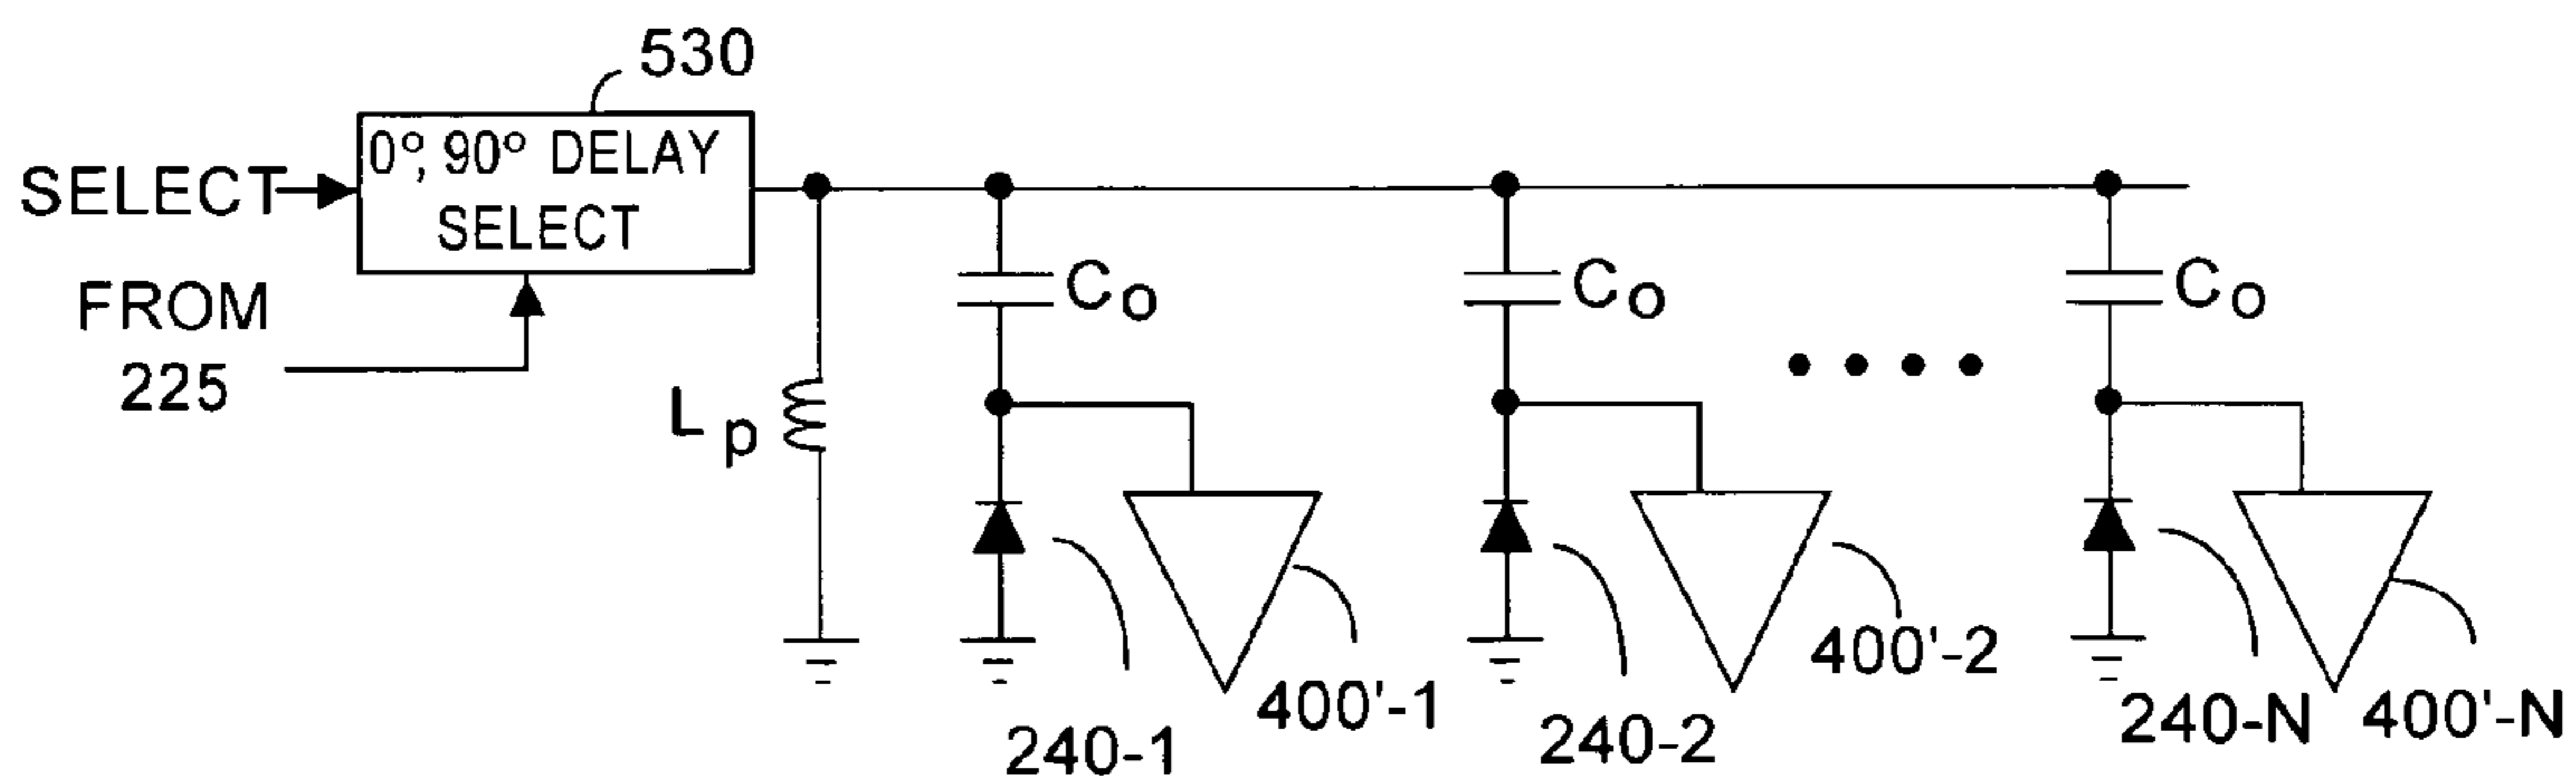 530
0°, 90° DELAY
SELECT
SELECT
FROM
225
Lp
Co
Co
Co
240-1
400'-1
240-2
400'-2
240-N
400'-N